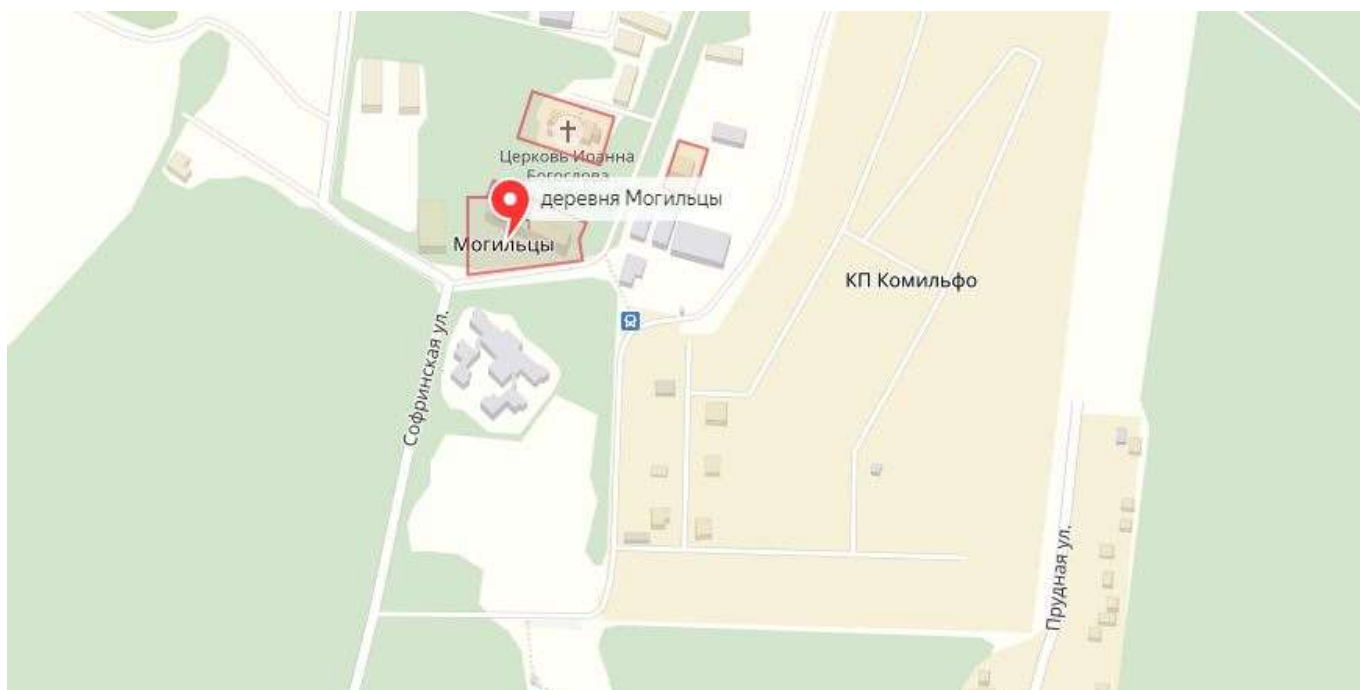 Церковь Иоанна
Богослова
деревня Могильцы
Могильцы
КП Комильфо
Софринская ул.
Прудная ул.